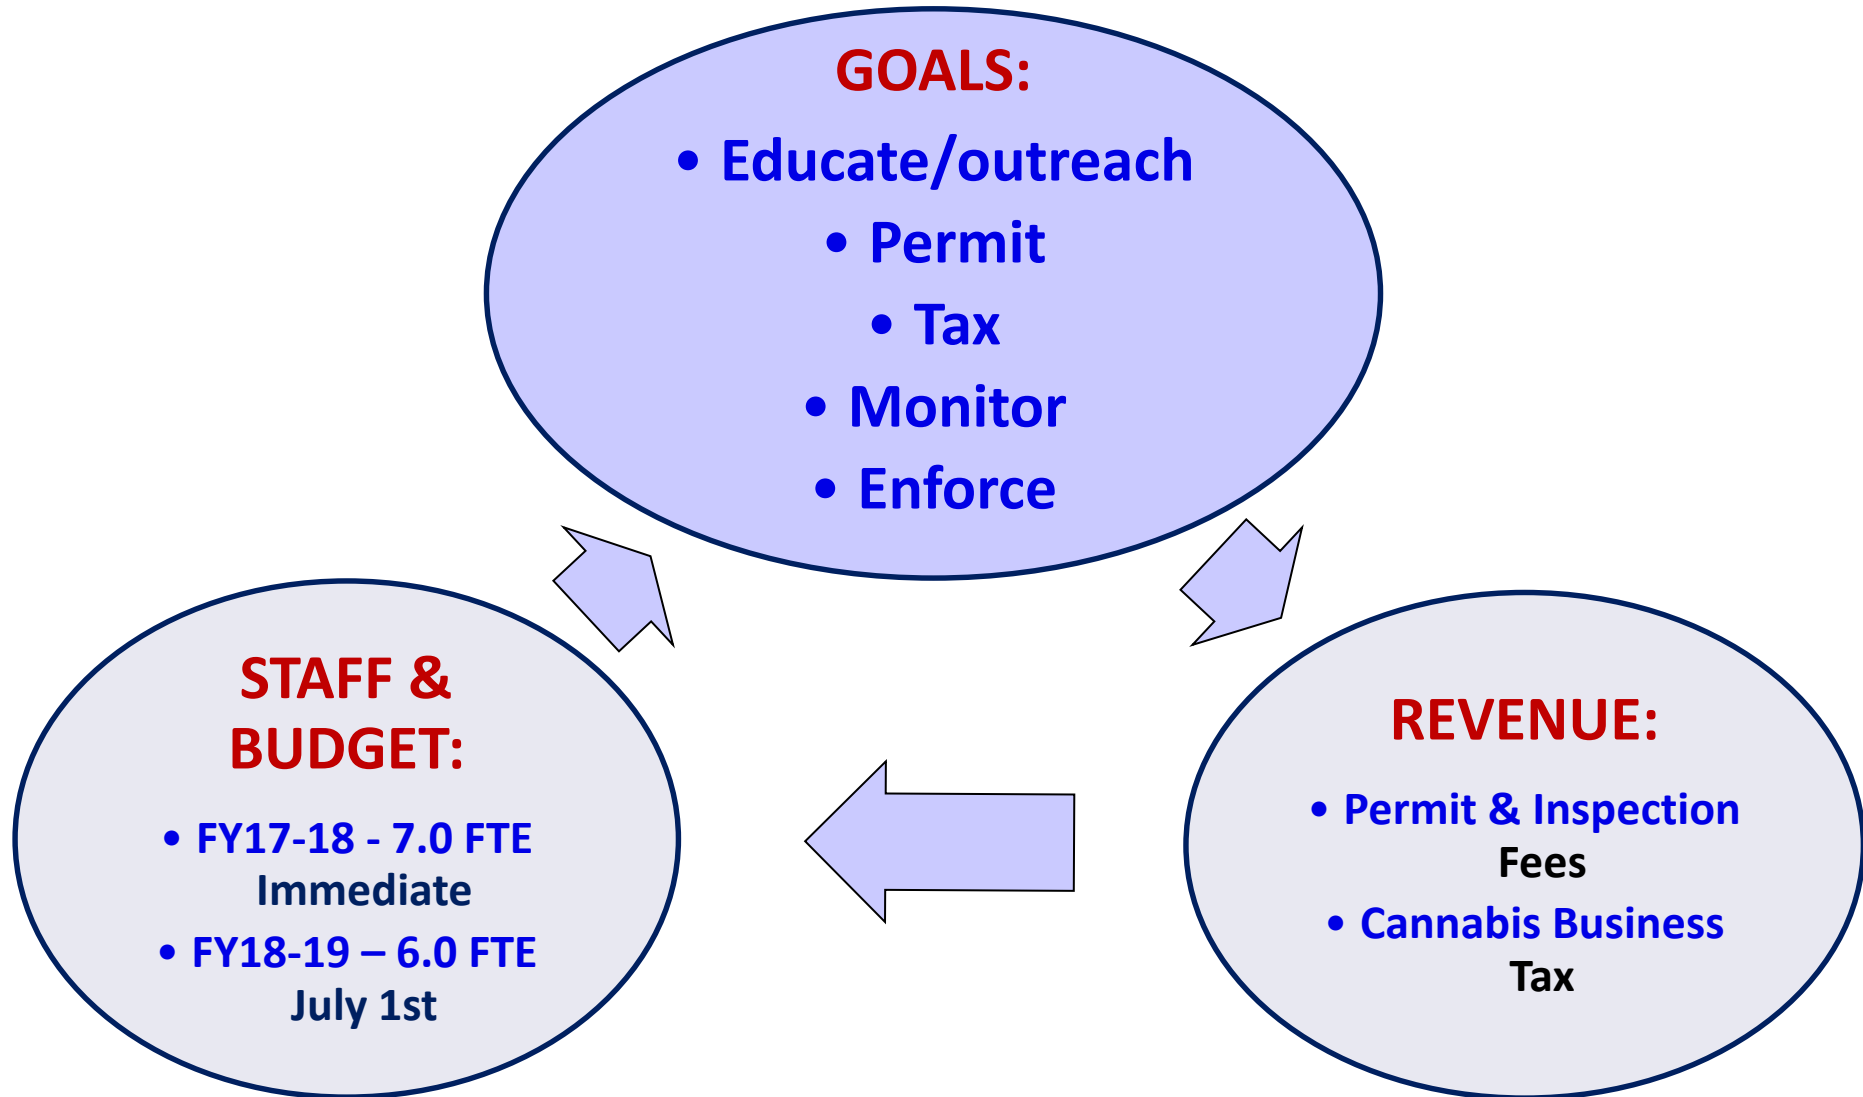 GOALS:
• Educate/outreach
• Permit
• Tax
• Monitor
• Enforce
STAFF &
BUDGET:
• FY17-18 - 7.0 FTE
Immediate
• FY18-19 – 6.0 FTE
July 1st
REVENUE:
• Permit & Inspection
Fees
• Cannabis Business
Tax